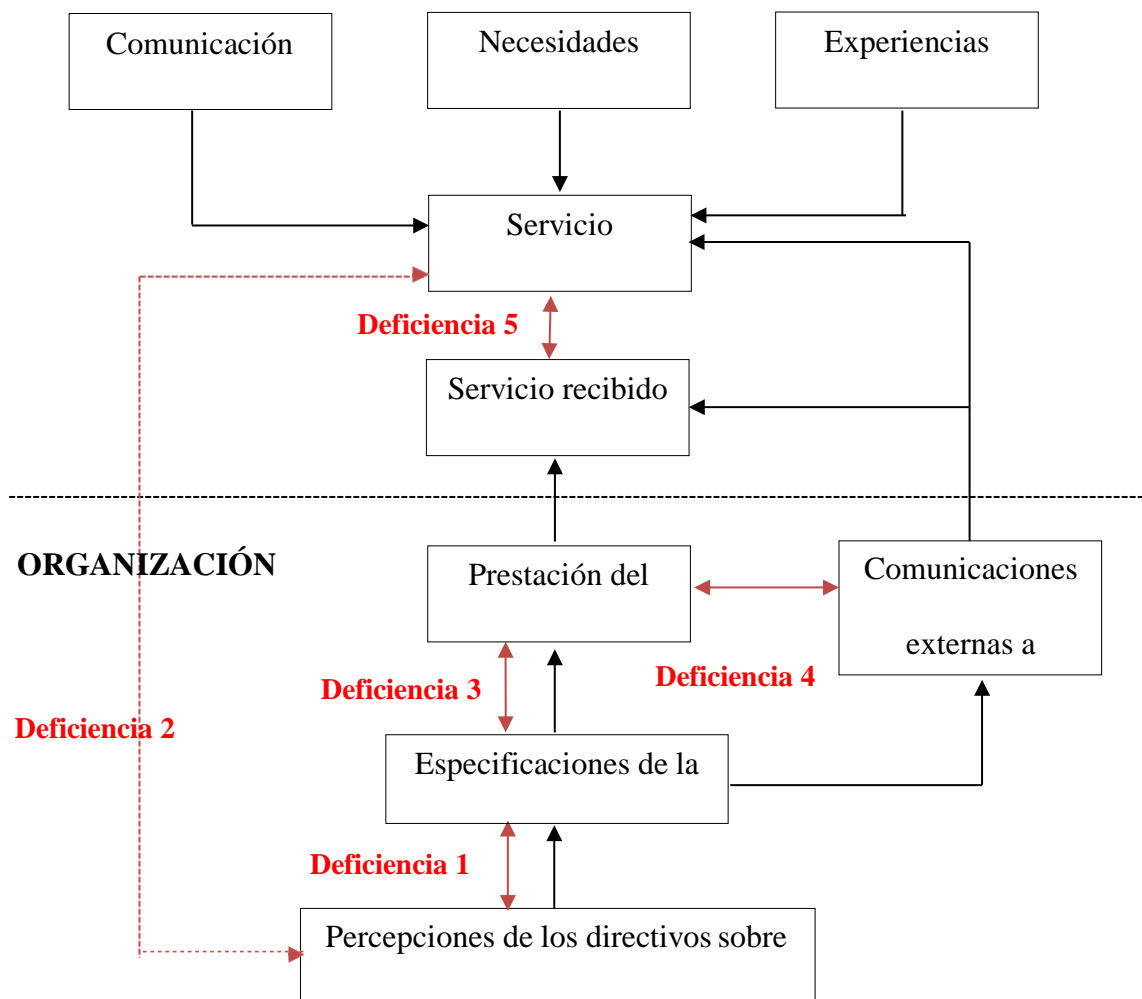 Comunicación
Necesidades
Experiencias
Servicio
Deficiencia 5
Servicio recibido
ORGANIZACIÓN
Prestación del
Comunicaciones
externas a
Deficiencia 3
Deficiencia 4
Deficiencia 2
Especificaciones de la
Deficiencia 1
Percepciones de los directivos sobre